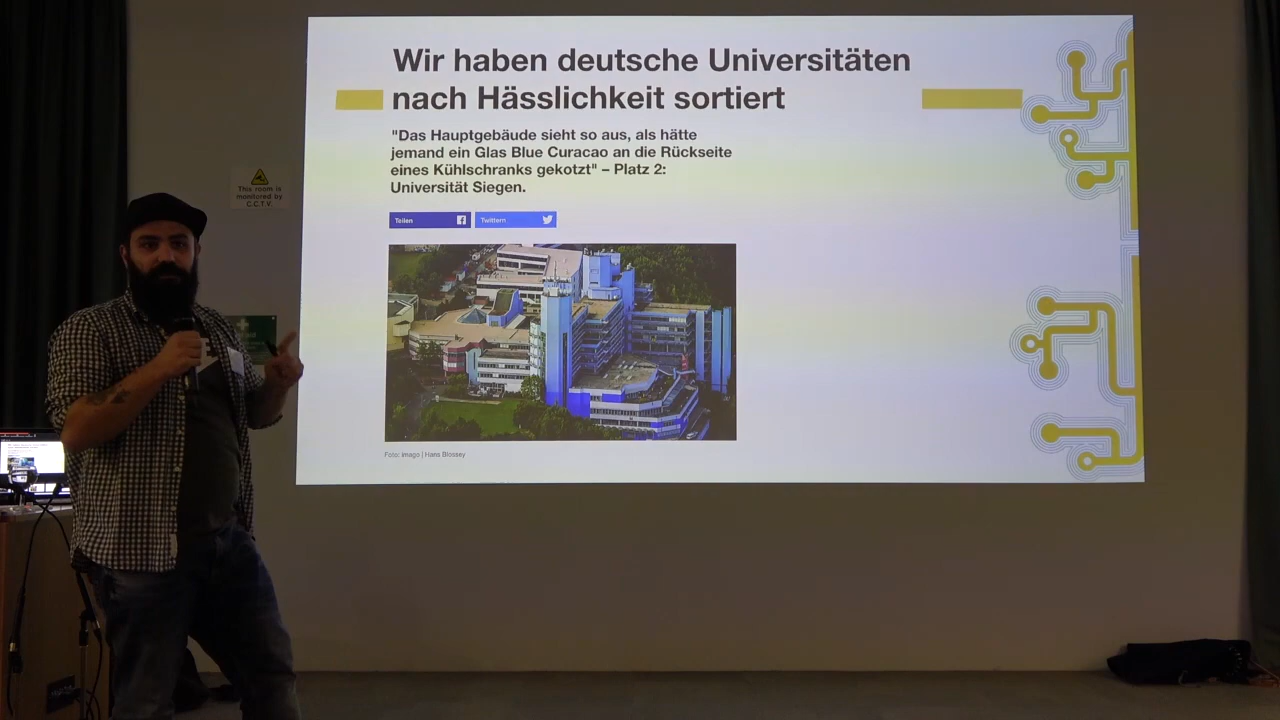 Wir haben deutsche Universitäten
nach Hässlichkeit sortiert
"Das Hauptgebäude sieht so aus, als hätte
jemand ein Glas Blue Curacao an die Rückseite
eines Kühlschranks gekotzt" – Platz 2:
Universität Siegen.
Teilen
Twittern
Foto: Imago | Hans Blossey
This room is
monitored by
C.C.T.V.